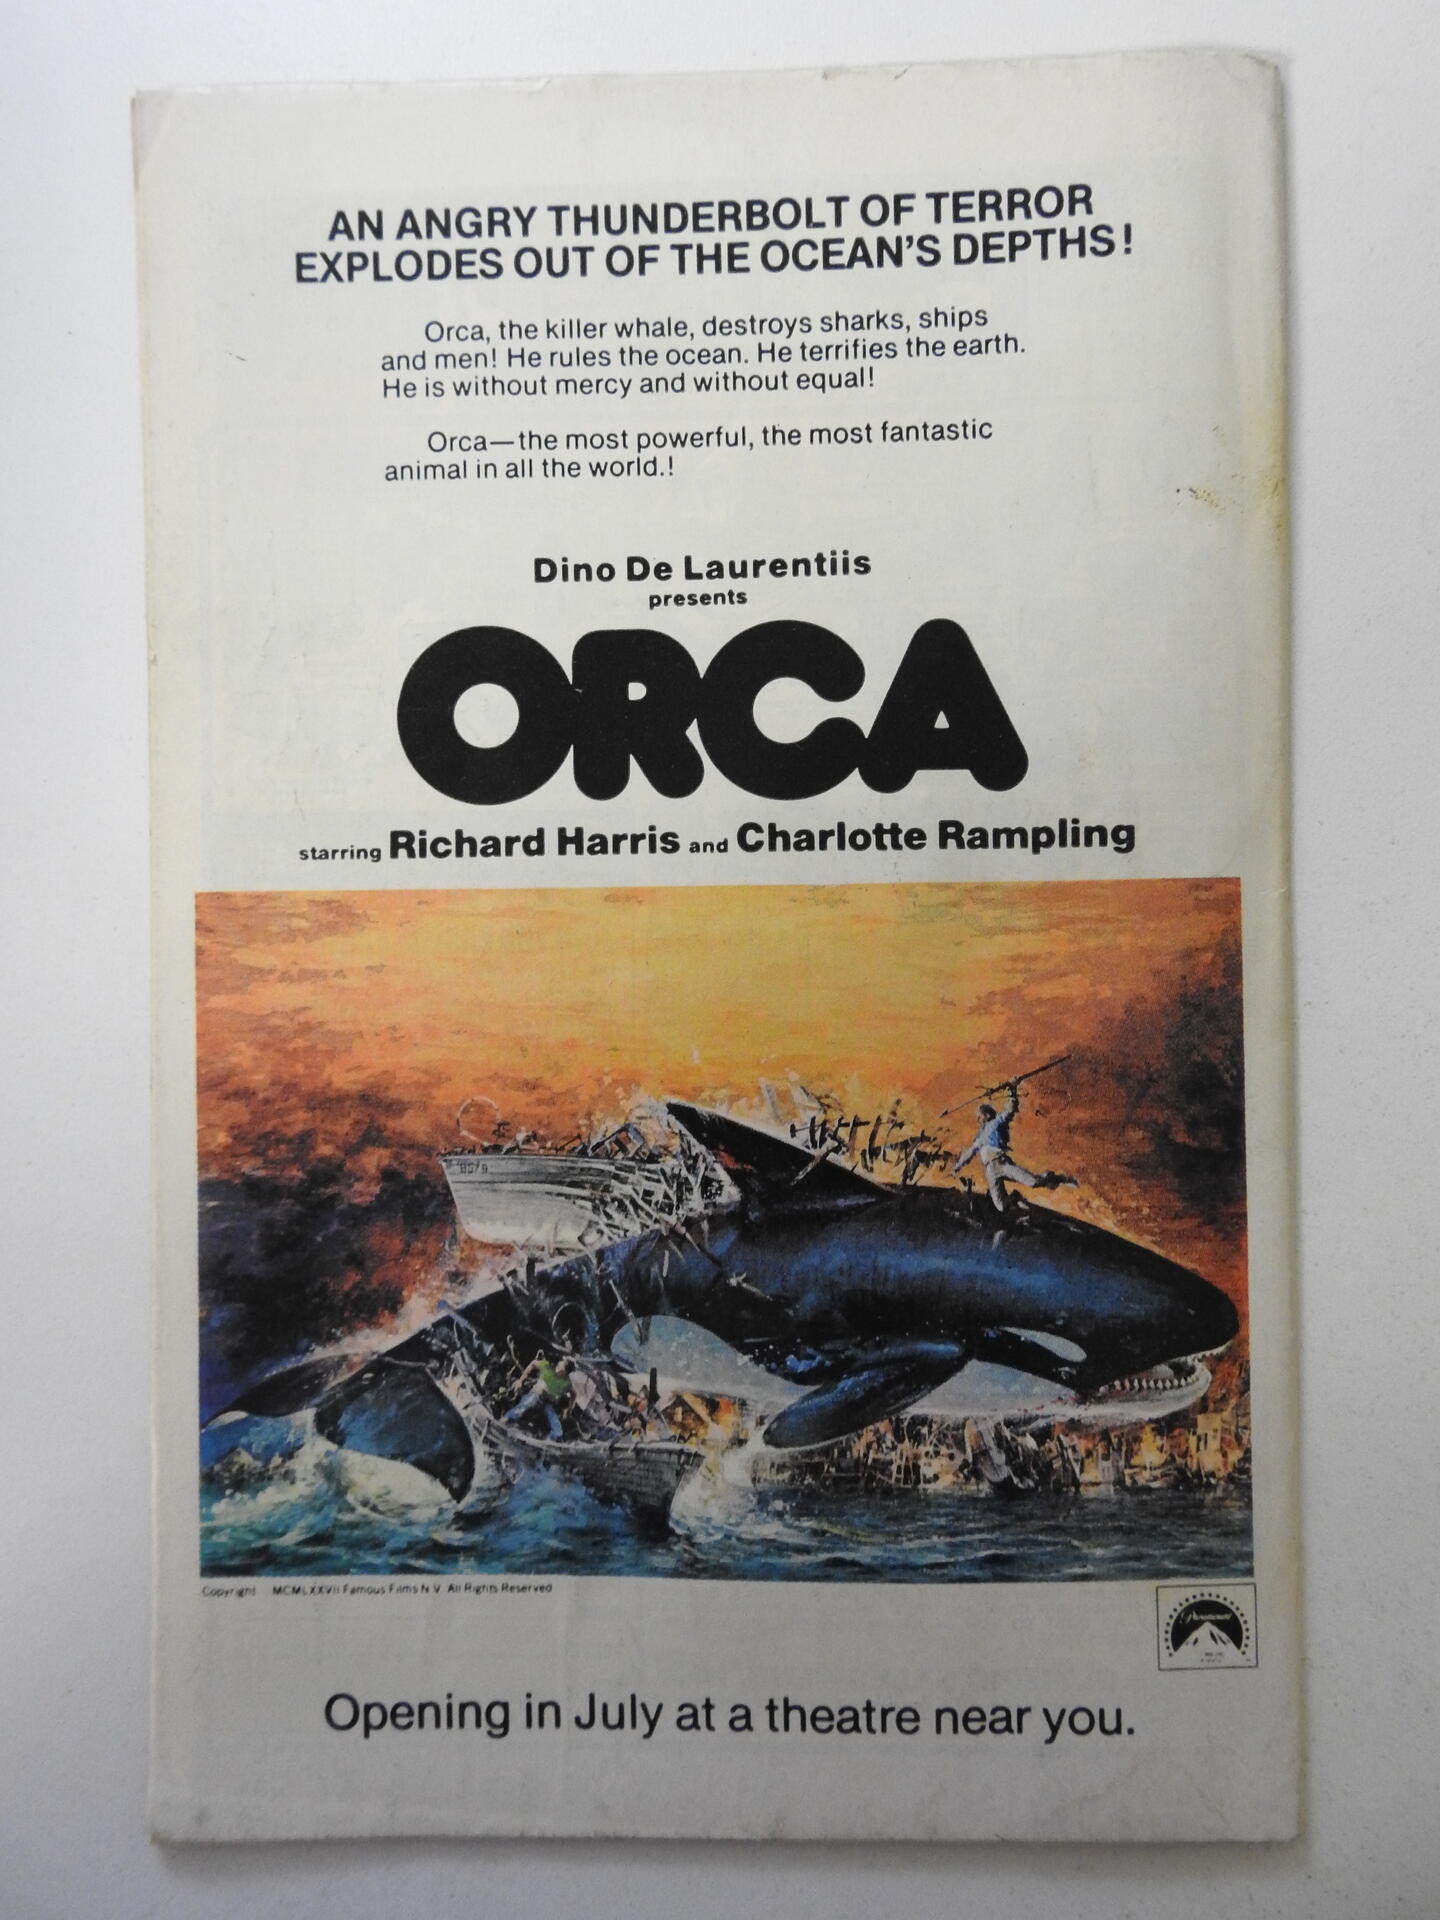 AN ANGRY THUNDERBOLT OF TERROR
EXPLODES OUT OF THE OCEAN'S DEPTHS!
Orca, the killer whale, destroys sharks, ships
and men! He rules the ocean. He terrifies the earth.
He is without mercy and without equal!
Orca—the most powerful, the most fantastic
animal in all the world.!
Dino De Laurentiis
presents
ORCA
starring Richard Harris and Charlotte Rampling
Copyright MCMLXXVII Famous Films N.V. All Rights Reserved
Paramount
Opening in July at a theatre near you.